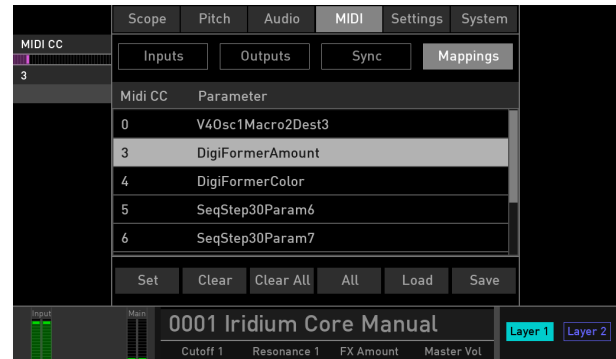 Scope Pitch Audio MIDI Settings System
MIDI CC
Inputs Outputs Sync Mappings
3
Midi CC Parameter
0 V4Osc1Macro2Dest3
3 DigiFormerAmount
4 DigiFormerColor
5 SeqStep30Param6
6 SeqStep30Param7
Set Clear Clear All All Load Save
Input Main
0001 Iridium Core Manual
Layer 1 Layer 2
Cutoff 1 Resonance 1 FX Amount Master Vol